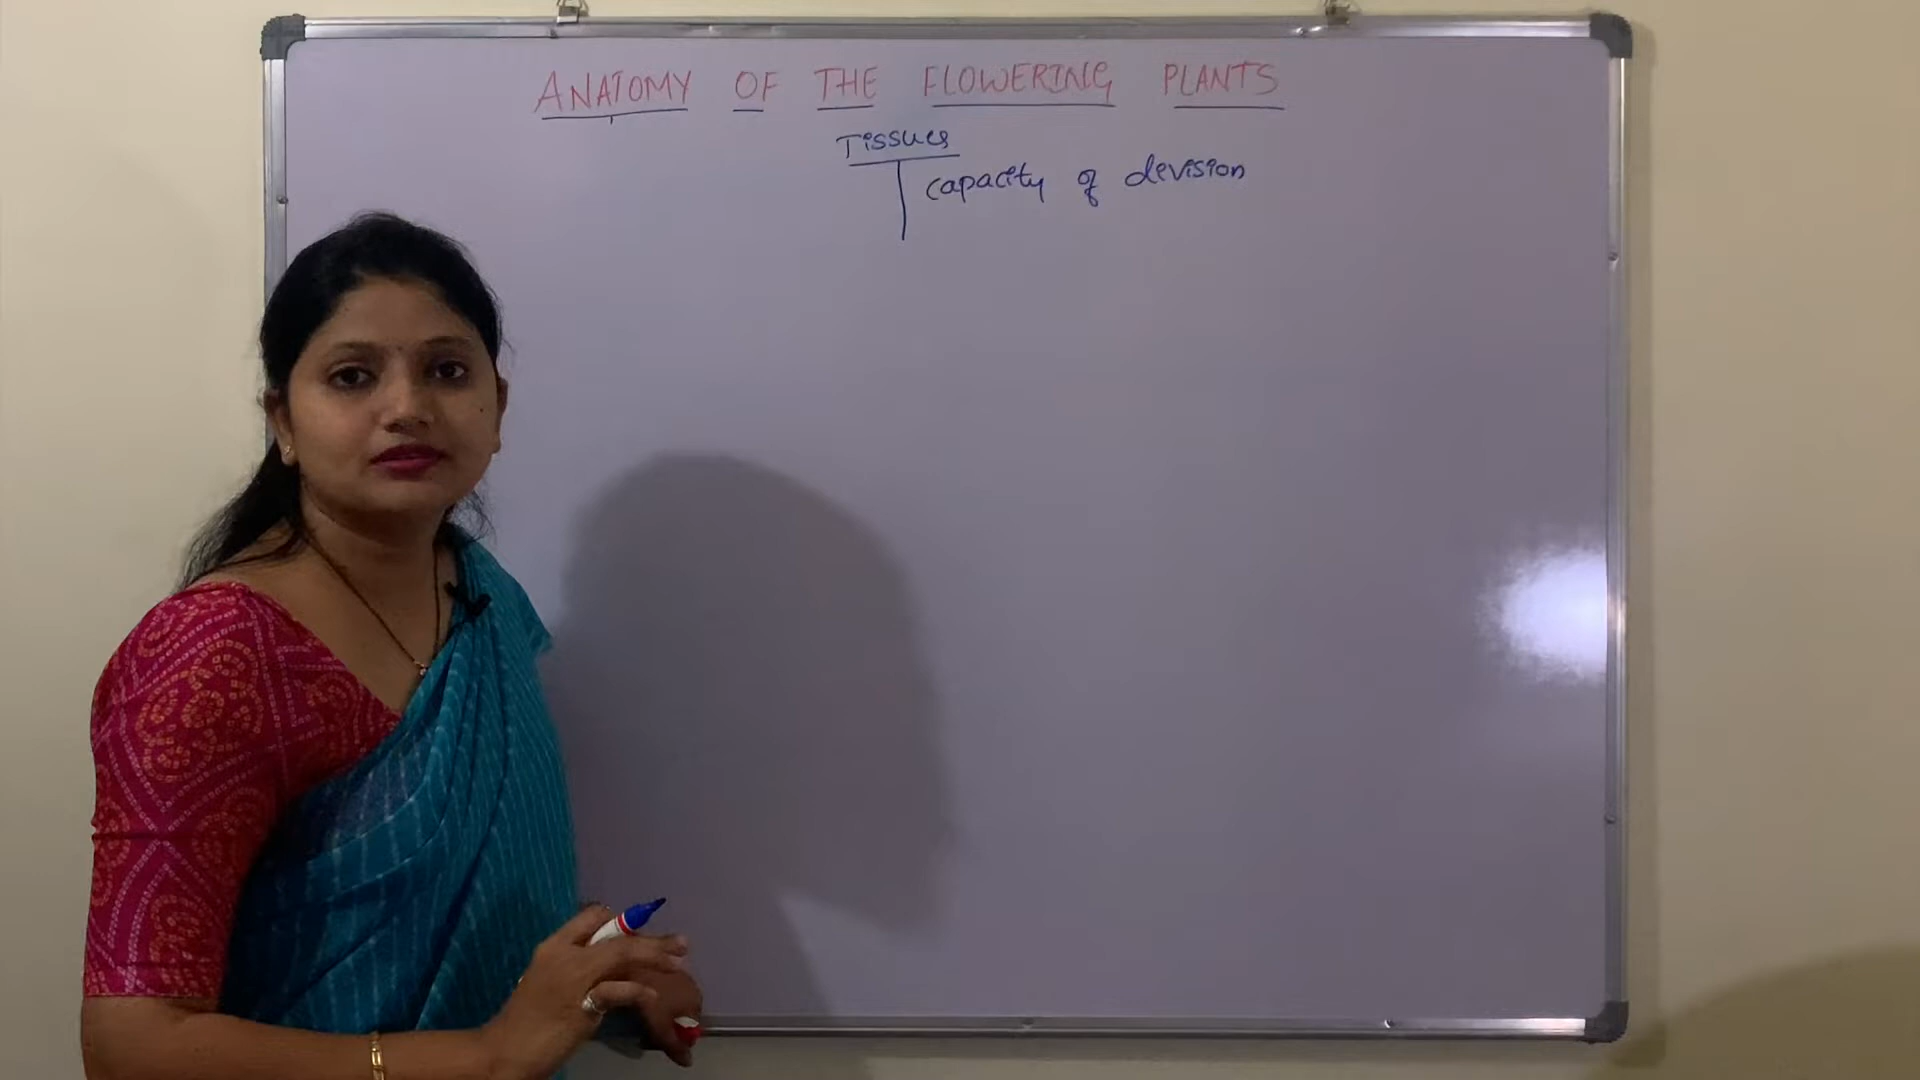 ANATOMY OF THE FLOWERING PLANTS
Tissues
capacity of devision